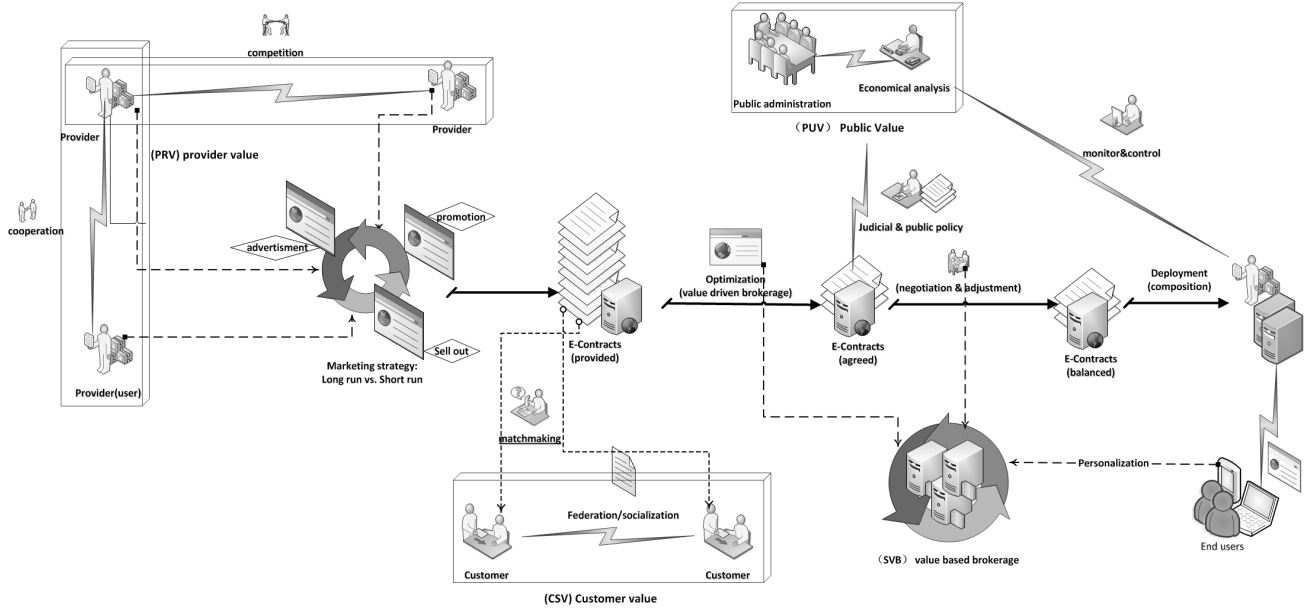 competition
Provider
Provider
(PRV) provider value
cooperation
Provider(user)
advertisment
promotion
Sell out
Marketing strategy:
Long run vs. Short run
E-Contracts
(provided)
matchmaking
Federation/socialization
Customer
Customer
(CSV) Customer value
Public administration
Economical analysis
（PUV） Public Value
monitor&control
Judicial & public policy
Optimization
(value driven brokerage)
E-Contracts
(agreed)
(negotiation & adjustment)
E-Contracts
(balanced)
Deployment
(composition)
Personalization
End users
（SVB） value based brokerage